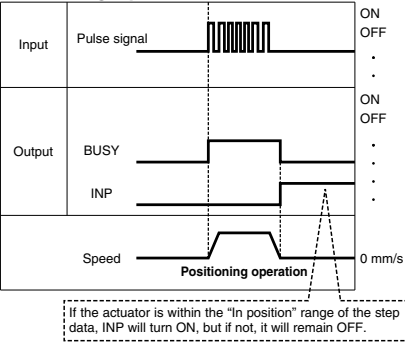 ON
Input
Pulse signal
OFF
ON
OFF
Output
BUSY
INP
Speed
0 mm/s
Positioning operation
If the actuator is within the “In position” range of the step
data, INP will turn ON, but if not, it will remain OFF.